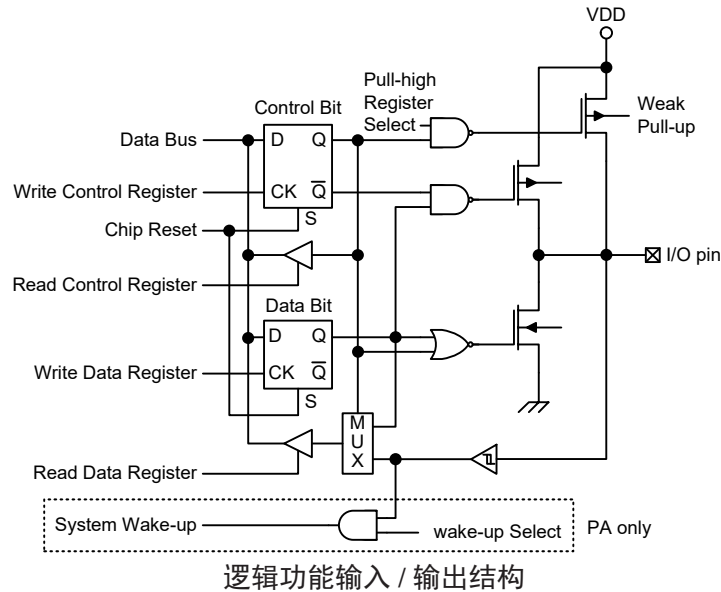 VDD
Pull-high
Register
Select
Weak
Pull-up
Control Bit
Data Bus
D
Q
Write Control Register
CK
Q
Chip Reset
S
I/O pin
Read Control Register
Data Bit
D
Q
Write Data Register
CK
Q
S
M
U
X
Read Data Register
System Wake-up
wake-up Select
PA only
逻辑功能输入 / 输出结构